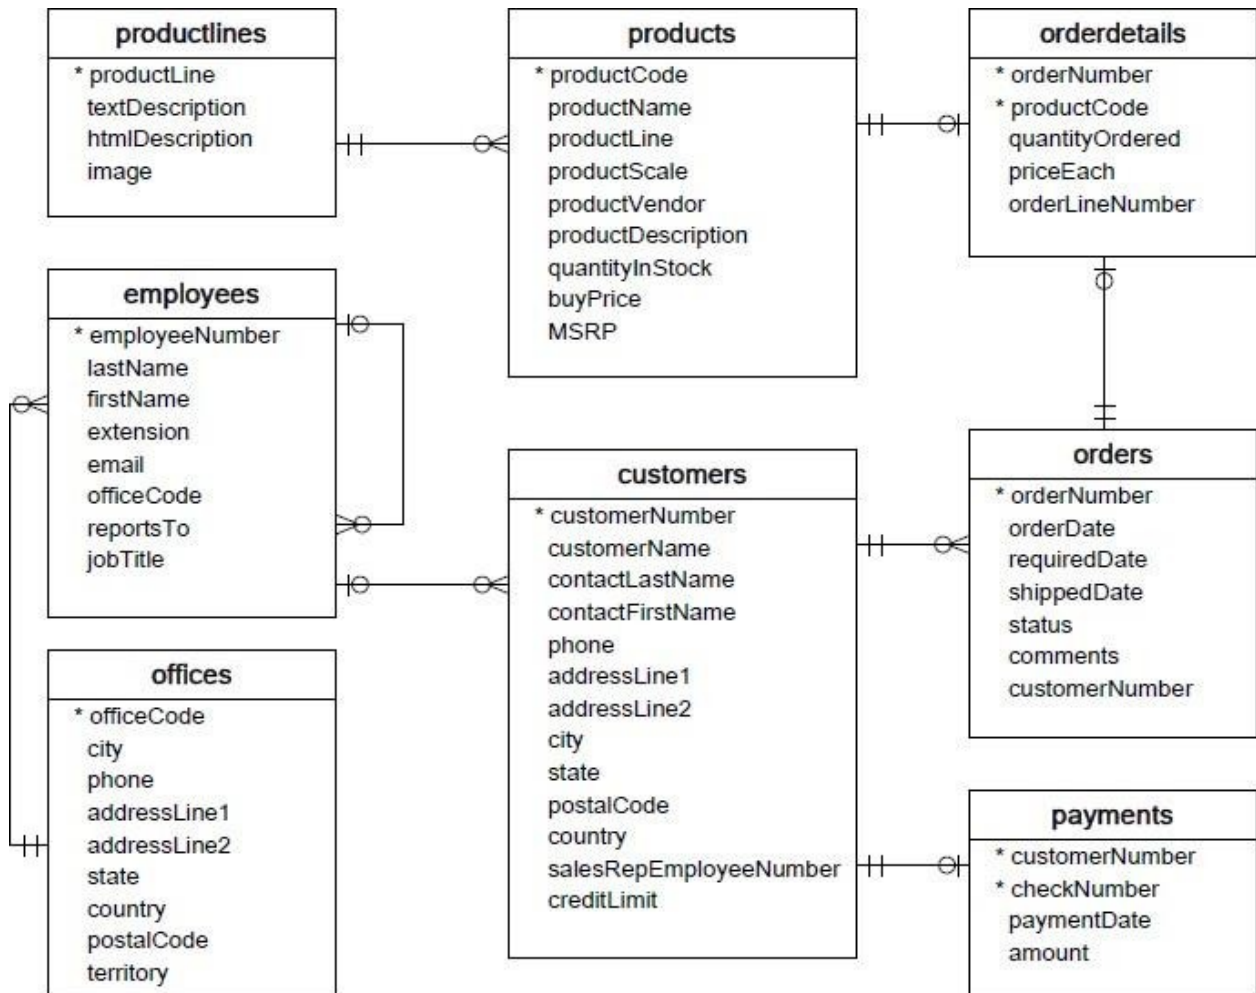 productlines
* productLine
textDescription
htmlDescription
image
products
* productCode
productName
productLine
productScale
productVendor
productDescription
quantityInStock
buyPrice
MSRP
orderdetails
* orderNumber
* productCode
quantityOrdered
priceEach
orderLineNumber
employees
* employeeNumber
lastName
firstName
extension
email
officeCode
reportsTo
jobTitle
customers
* customerNumber
customerName
contactLastName
contactFirstName
phone
addressLine1
addressLine2
city
state
postalCode
country
salesRepEmployeeNumber
creditLimit
orders
* orderNumber
orderDate
requiredDate
shippedDate
status
comments
customerNumber
offices
* officeCode
city
phone
addressLine1
addressLine2
state
country
postalCode
territory
payments
* customerNumber
* checkNumber
paymentDate
amount